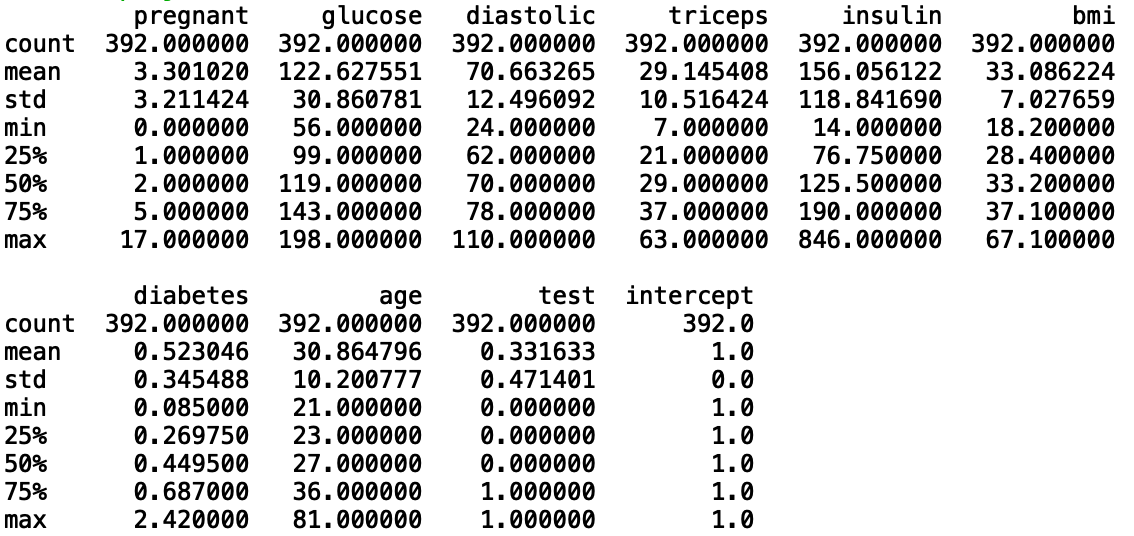 pregnant glucose diastolic triceps insulin bmi
count 392.000000 392.000000 392.000000 392.000000 392.000000 392.000000
mean 3.301020 122.627551 70.663265 29.145408 156.056122 33.086224
std 3.211424 30.860781 12.496092 10.516424 118.841690 7.027659
min 0.000000 56.000000 24.000000 7.000000 14.000000 18.200000
25% 1.000000 99.000000 62.000000 21.000000 76.750000 28.400000
50% 2.000000 119.000000 70.000000 29.000000 125.500000 33.200000
75% 5.000000 143.000000 78.000000 37.000000 190.000000 37.100000
max 17.000000 198.000000 110.000000 63.000000 846.000000 67.100000
diabetes age test intercept
count 392.000000 392.000000 392.000000 392.0
mean 0.523046 30.864796 0.331633 1.0
std 0.345488 10.200777 0.471401 0.0
min 0.085000 21.000000 0.000000 1.0
25% 0.269750 23.000000 0.000000 1.0
50% 0.449500 27.000000 0.000000 1.0
75% 0.687000 36.000000 1.000000 1.0
max 2.420000 81.000000 1.000000 1.0